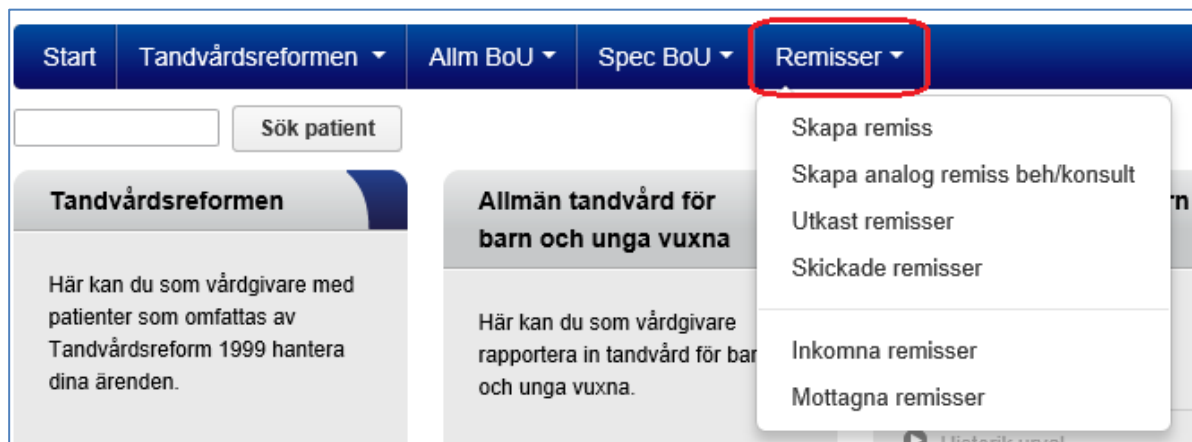 Start Tandvårdsreformen Allm BoU Spec BoU Remisser
Sök patient
Skapa remiss
Skapa analog remiss beh/konsult
Utkast remisser
Skickade remisser
Inkomna remisser
Mottagna remisser
Tandvårdsreformen
Här kan du som vårdgivare med
patienter som omfattas av
Tandvårdsreform 1999 hantera
dina ärenden.
Allmän tandvård för
barn och unga vuxna
Här kan du som vårdgivare
rapportera in tandvård för bar
och unga vuxna.